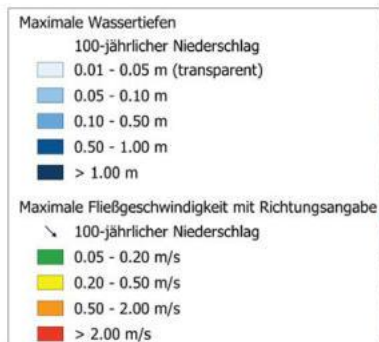 Maximale Wassertiefen
100-jährlicher Niederschlag
0.01 - 0.05 m (transparent)
0.05 - 0.10 m
0.10 - 0.50 m
0.50 - 1.00 m
> 1.00 m
Maximale Fließgeschwindigkeit mit Richtungsangabe
100-jährlicher Niederschlag
0.05 - 0.20 m/s
0.20 - 0.50 m/s
0.50 - 2.00 m/s
> 2.00 m/s